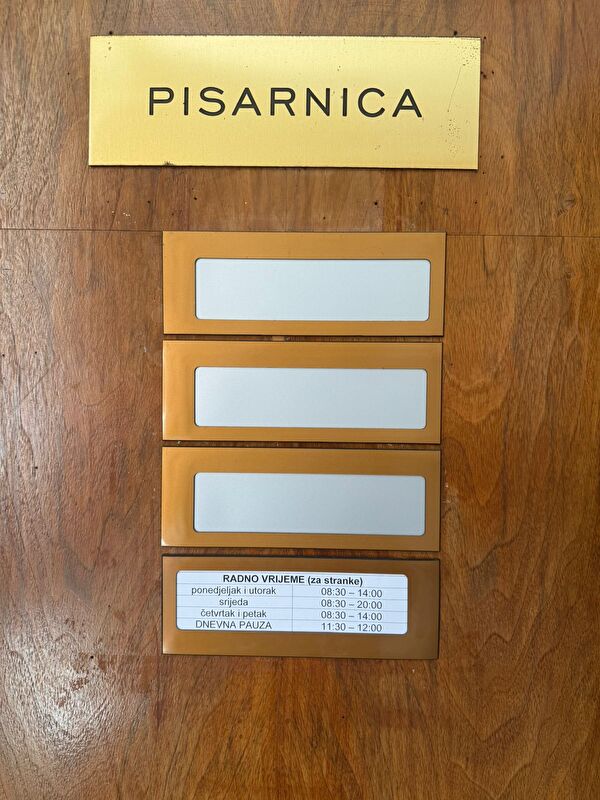 PISARNICA
RADNO VRIJEME (za stranke)
ponedjeljak i utorak 08:30 – 14:00
srijeda 08:30 – 20:00
četvrtak i petak 08:30 – 14:00
DNEVNA PAUZA 11:30 – 12:00